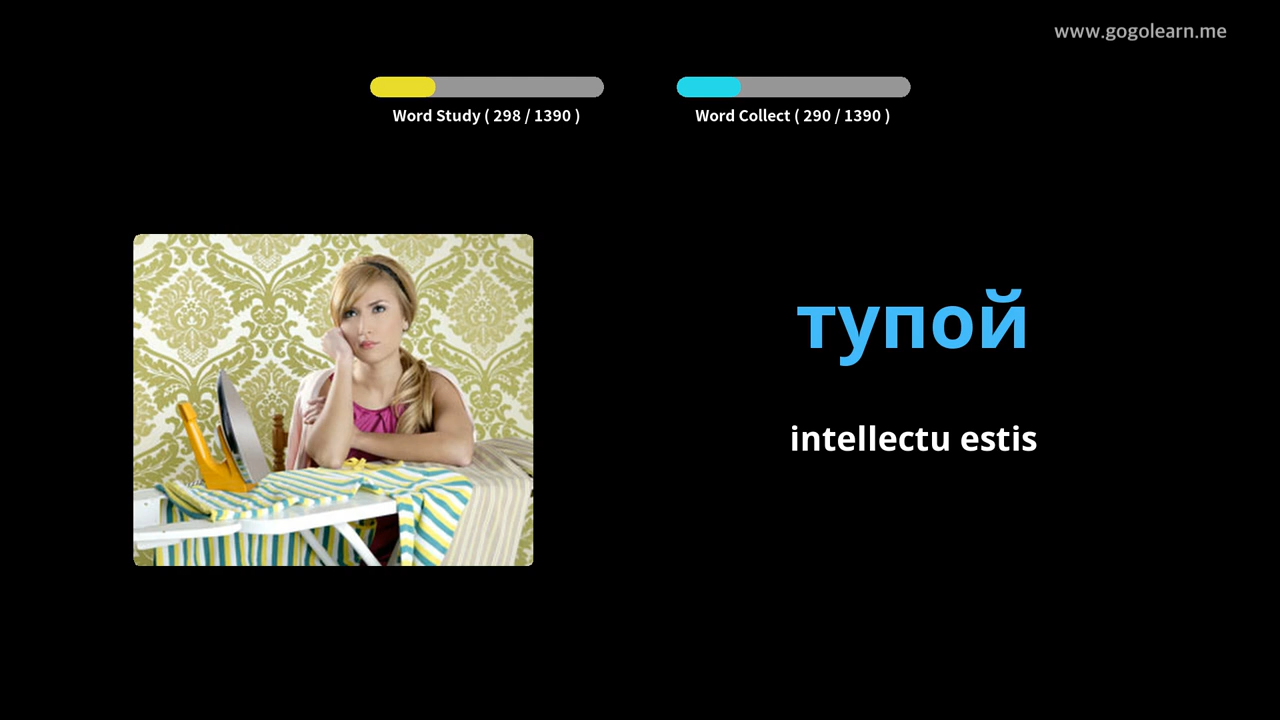 www.gogolearn.me
Word Study ( 298 / 1390 )
Word Collect ( 290 / 1390 )
тупой
intellectu estis